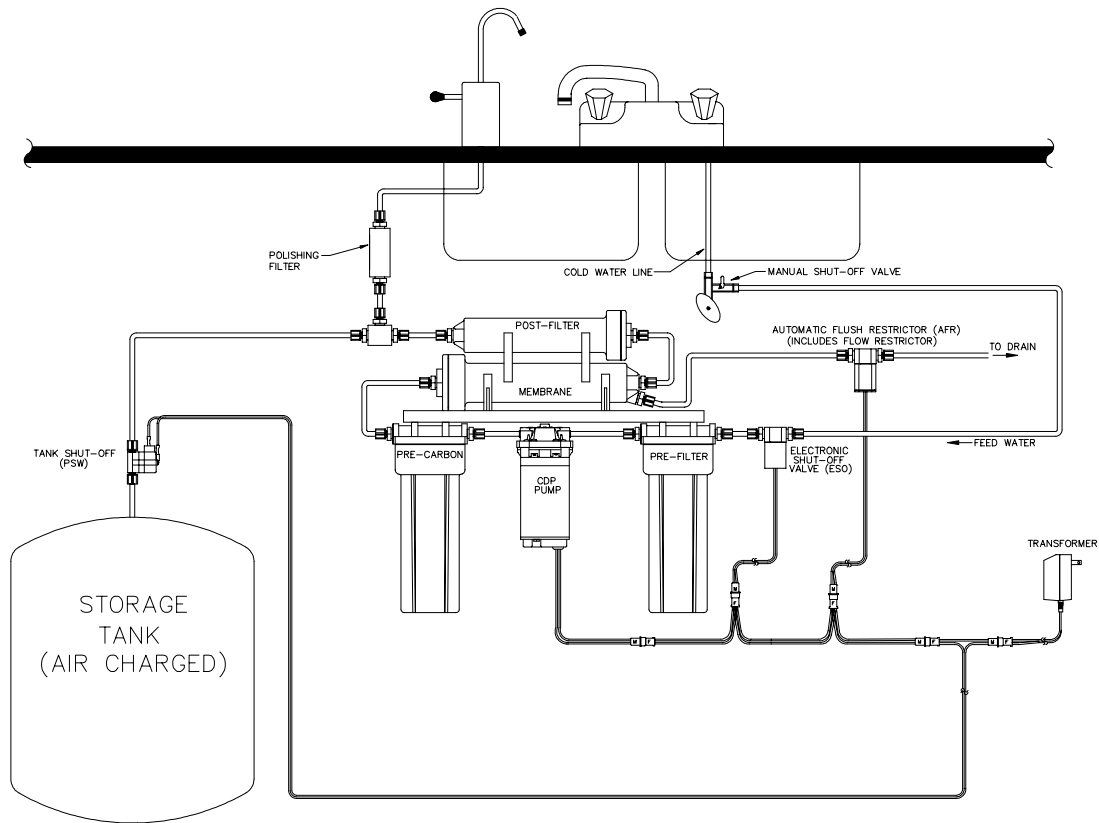 POLISHING
FILTER
COLD WATER LINE
MANUAL SHUT-OFF VALVE
POST-FILTER
AUTOMATIC FLUSH RESTRICTOR (AFR)
(INCLUDES FLOW RESTRICTOR)
TO DRAIN
MEMBRANE
TANK SHUT-OFF
(PSW)
PRE-CARBON
CDP
PUMP
PRE-FILTER
ELECTRONIC
SHUT-OFF
VALVE (ESO)
FEED WATER
TRANSFORMER
STORAGE
TANK
(AIR CHARGED)
M
F
M
F
M F
M F
M F